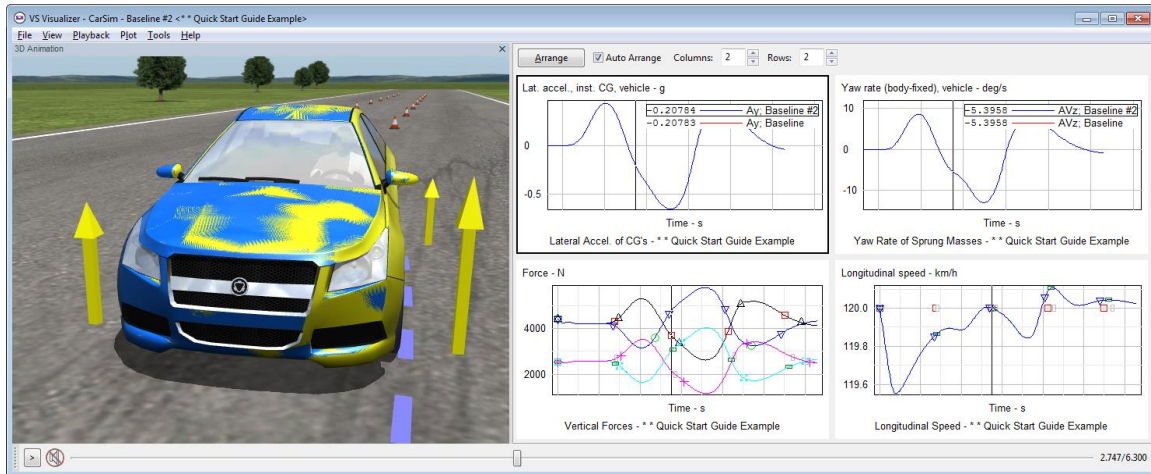 VS Visualizer - CarSim - Baseline #2 <* * Quick Start Guide Example>
File View Playback Plot Tools Help
3D Animation
Arrange Auto Arrange Columns: 2 Rows: 2
Lat. accel., inst. CG, vehicle - g
-0.20784 Ay; Baseline #2
-0.20783 Ay; Baseline
0
-0.5
Time - s
Lateral Accel. of CG's - * * Quick Start Guide Example
Yaw rate (body-fixed), vehicle - deg/s
10
-5.3958 AVz; Baseline #2
-5.3958 AVz; Baseline
0
-10
Time - s
Yaw Rate of Sprung Masses - * * Quick Start Guide Example
Force - N
4000
2000
Time - s
Vertical Forces - * * Quick Start Guide Example
Longitudinal speed - km/h
120.0
119.8
119.6
Time - s
Longitudinal Speed - * * Quick Start Guide Example
> 2.747/6.300